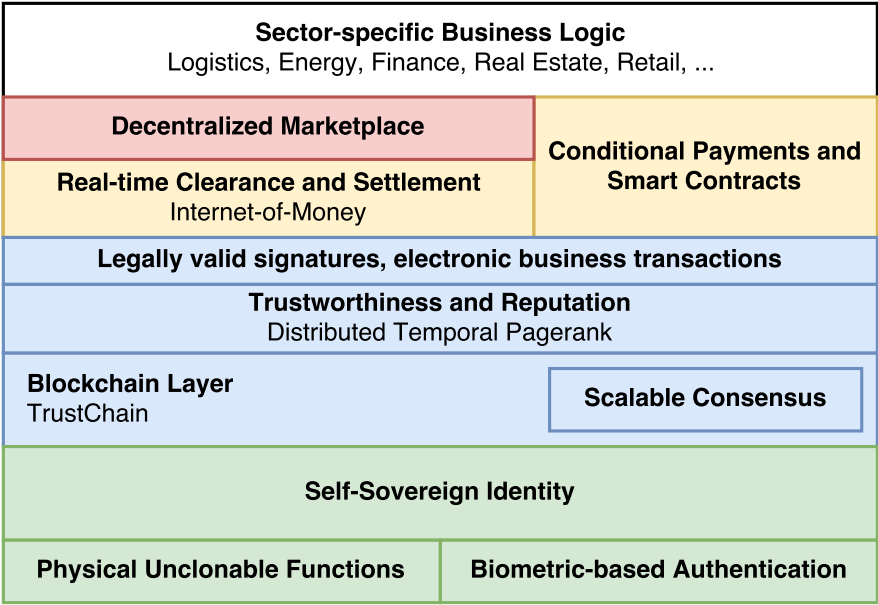 Sector-specific Business Logic
Logistics, Energy, Finance, Real Estate, Retail, ...
Decentralized Marketplace
Conditional Payments and
Smart Contracts
Real-time Clearance and Settlement
Internet-of-Money
Legally valid signatures, electronic business transactions
Trustworthiness and Reputation
Distributed Temporal Pagerank
Blockchain Layer
TrustChain
Scalable Consensus
Self-Sovereign Identity
Physical Unclonable Functions
Biometric-based Authentication